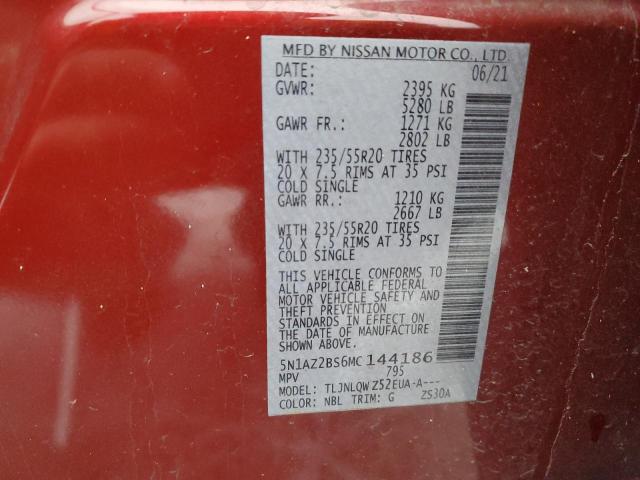 MFD BY NISSAN MOTOR CO., LTD
DATE: 06/21
GVWR: 2395 KG
5280 LB
GAWR FR.: 1271 KG
2802 LB
WITH 235/55R20 TIRES
20 X 7.5 RIMS AT 35 PSI
COLD SINGLE
GAWR RR.: 1210 KG
2667 LB
WITH 235/55R20 TIRES
20 X 7.5 RIMS AT 35 PSI
COLD SINGLE
THIS VEHICLE CONFORMS TO
ALL APPLICABLE FEDERAL
MOTOR VEHICLE SAFETY AND
THEFT PREVENTION
STANDARDS IN EFFECT ON
THE DATE OF MANUFACTURE
SHOWN ABOVE.
5N1AZ2BS6MC144186
MPV 795
MODEL: TLJNLQWZ52EUA-A---
COLOR: NBL TRIM: G ZS30A